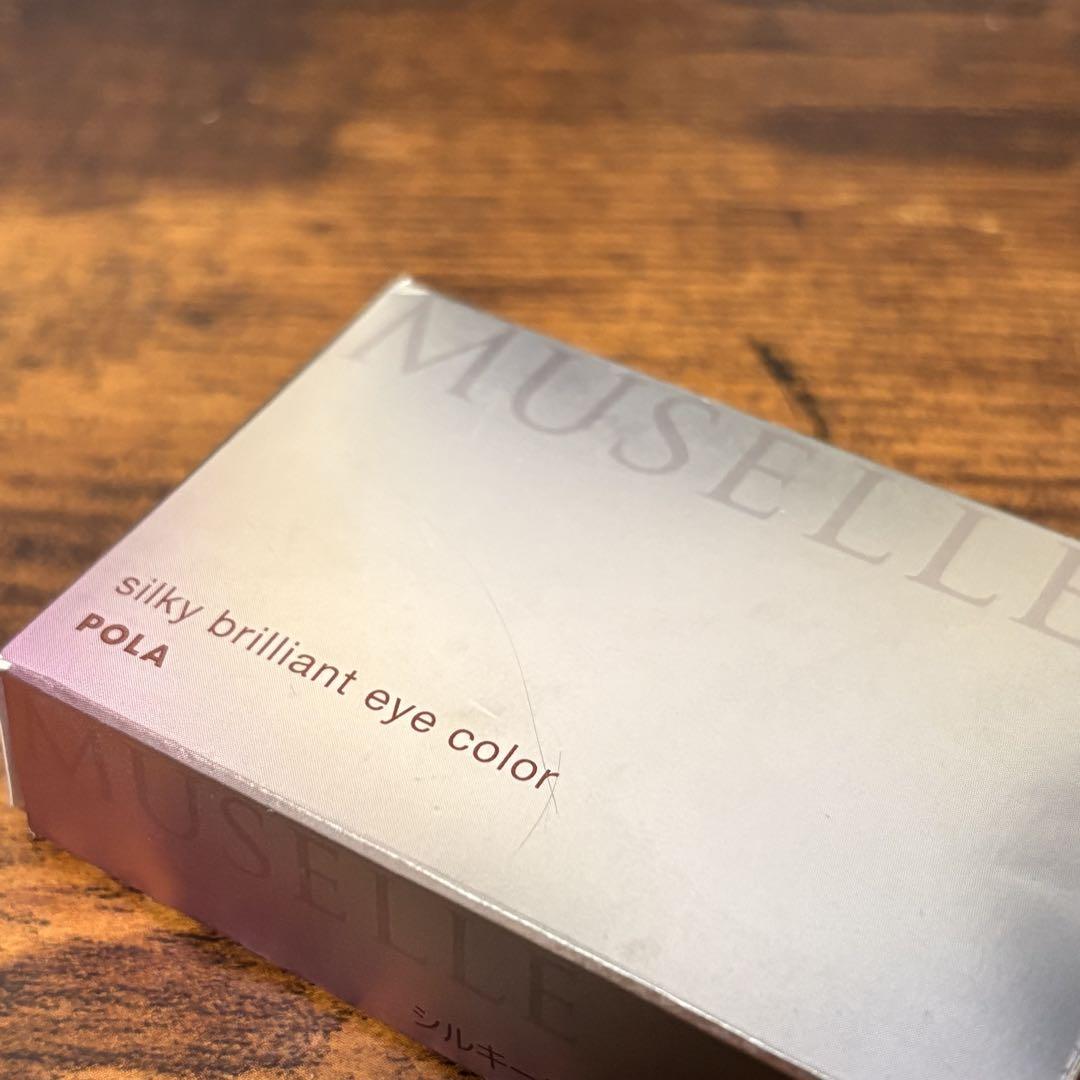 MUSELLE
silky brilliant eye color
POLA
MUSELLE
シルキー